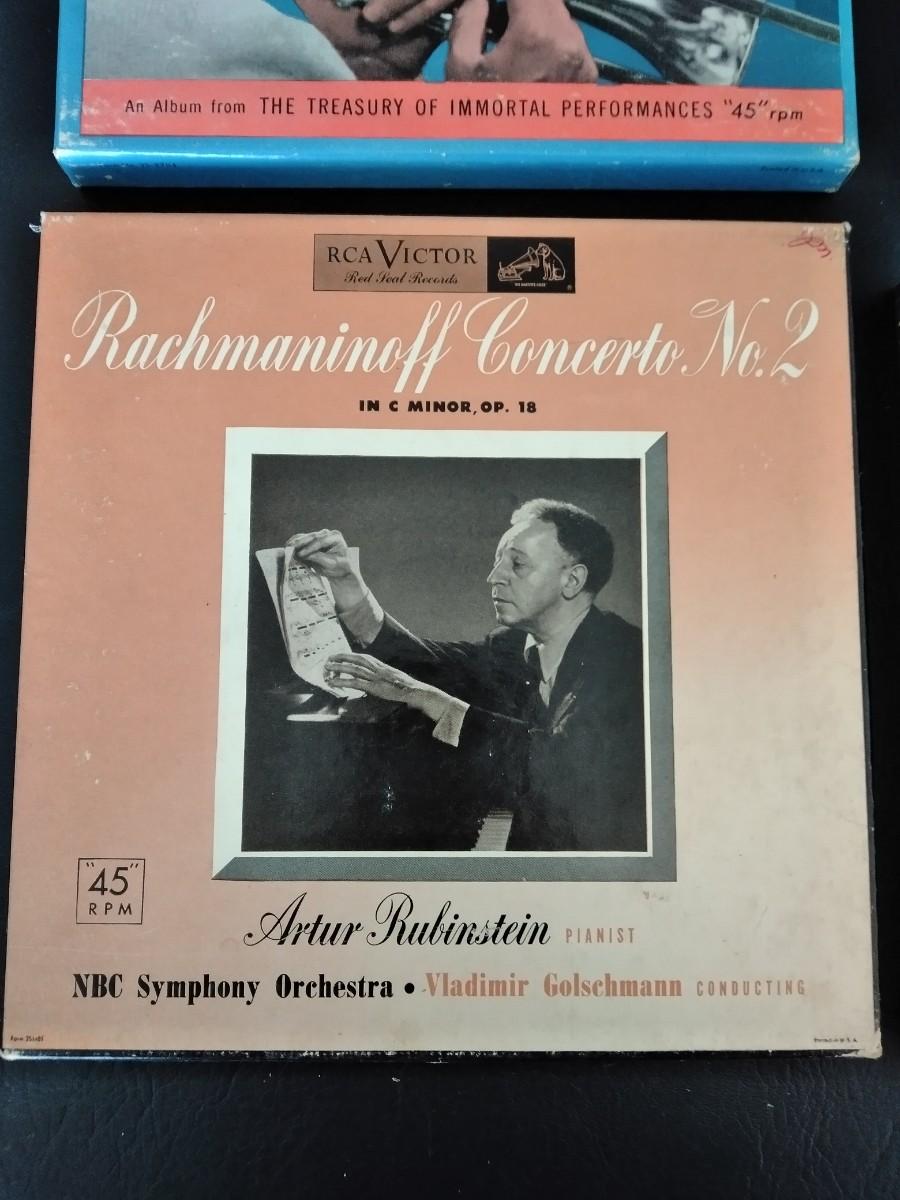 An Album from THE TREASURY OF IMMORTAL PERFORMANCES "45" rpm
RCA VICTOR
Red Seal Records
Rachmaninoff Concerto No. 2
IN C MINOR, OP. 18
"45"
RPM
Artur Rubinstein PIANIST
NBC Symphony Orchestra • Vladimir Golschmann CONDUCTING